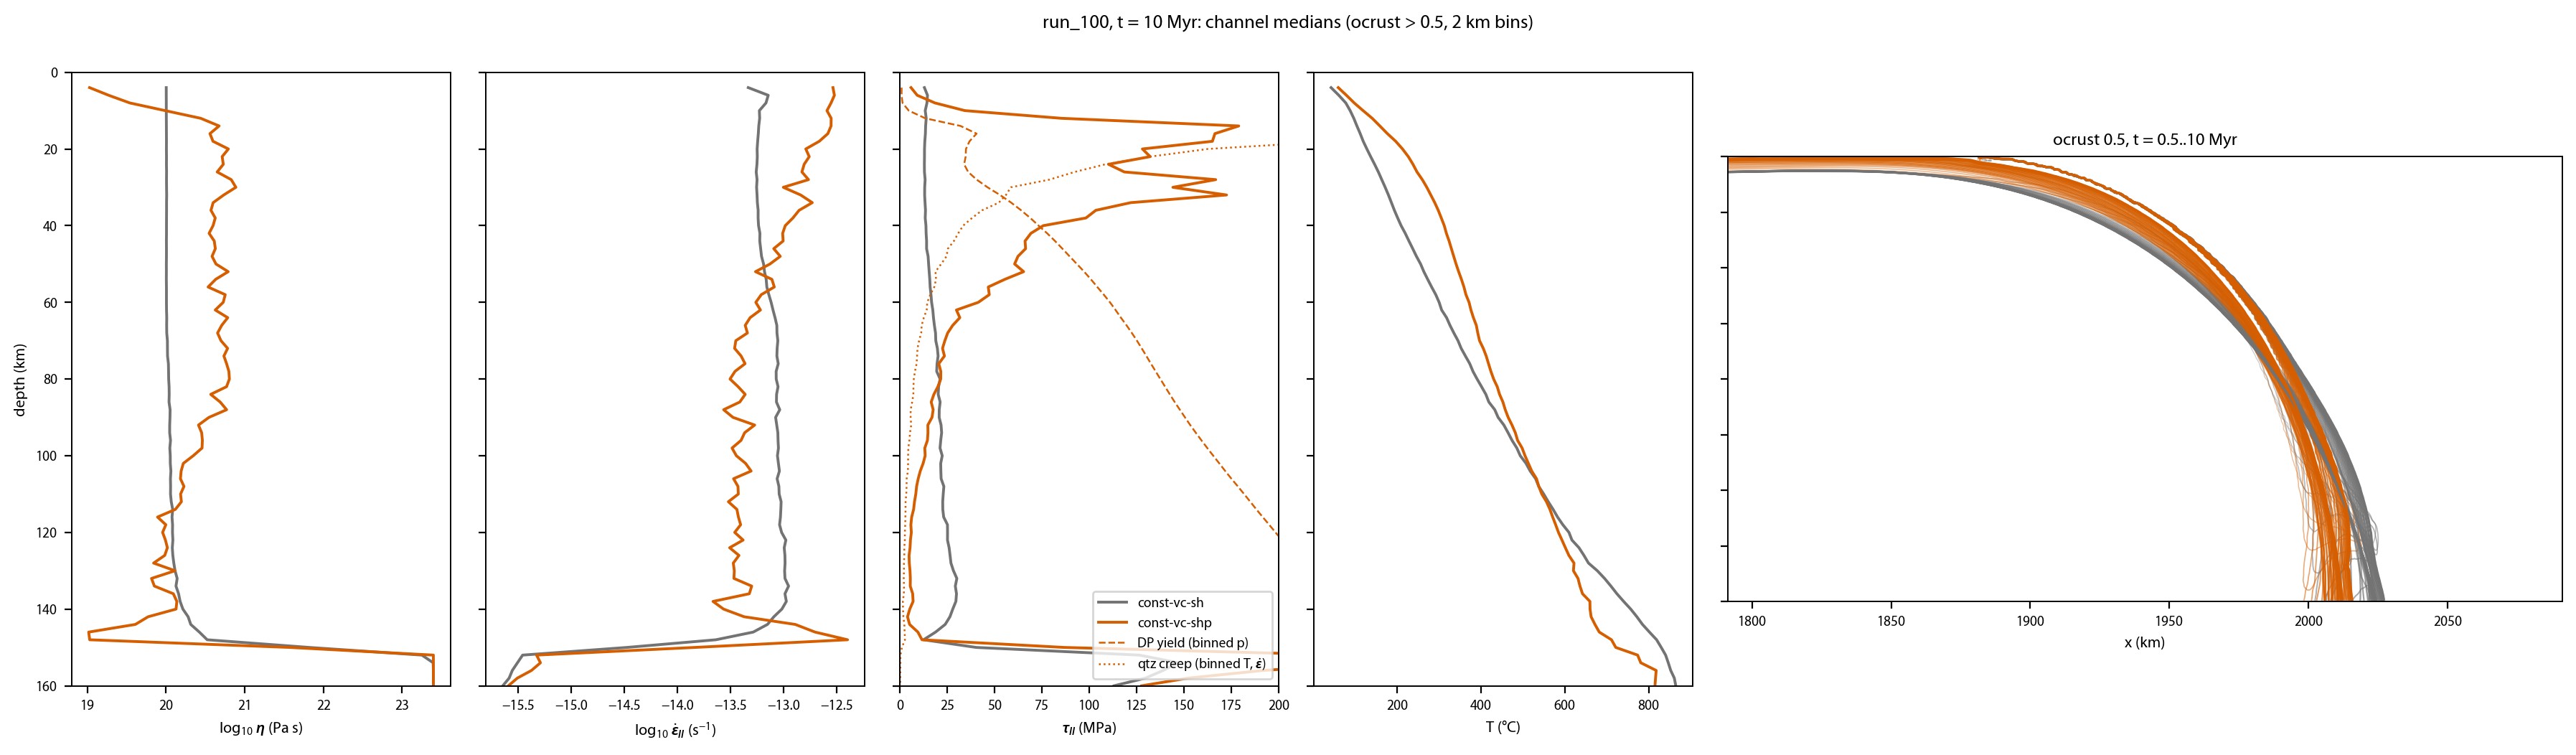 run_100, t = 10 Myr: channel medians (ocrust > 0.5, 2 km bins)
depth (km)
0
20
40
60
80
100
120
140
160
19 20 21 22 23
log₁₀ η (Pa s)
−15.5 −15.0 −14.5 −14.0 −13.5 −13.0 −12.5
log₁₀ ε̇_II (s⁻¹)
const-vc-sh
const-vc-shp
DP yield (binned p)
qtz creep (binned T, ε̇)
0 25 50 75 100 125 150 175 200
τ_II (MPa)
200 400 600 800
T (°C)
ocrust 0.5, t = 0.5..10 Myr
1800 1850 1900 1950 2000 2050
x (km)